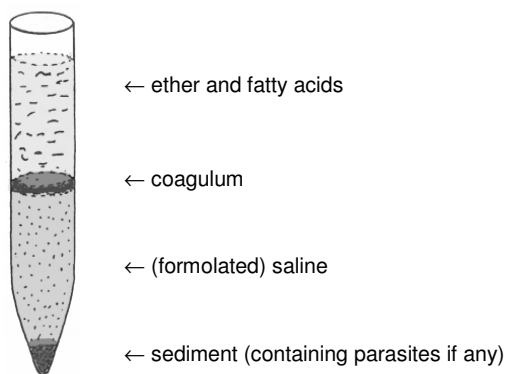 ← ether and fatty acids
← coagulum
← (formolated) saline
← sediment (containing parasites if any)